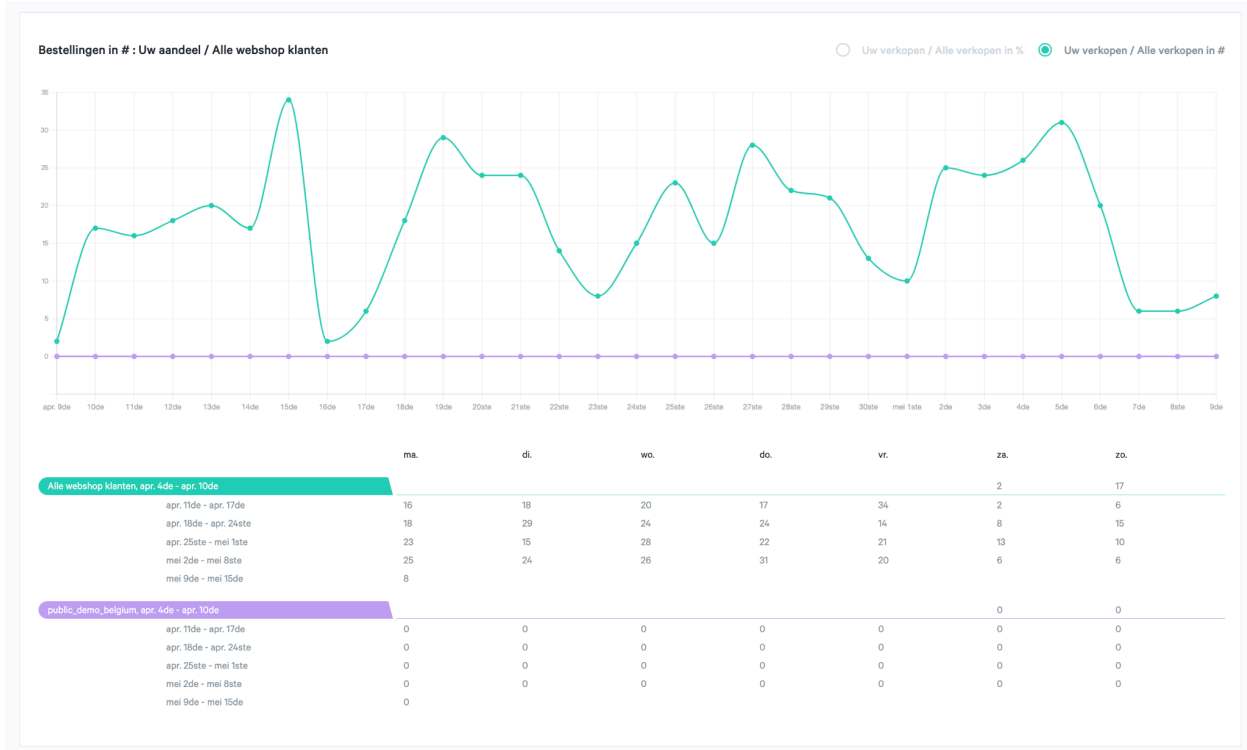 Bestellingen in # : Uw aandeel / Alle webshop klanten
Uw verkopen / Alle verkopen in % Uw verkopen / Alle verkopen in #
35
30
25
20
15
10
5
0
apr. 9de 10de 11de 12de 13de 14de 15de 16de 17de 18de 19de 20ste 21ste 22ste 23ste 24ste 25ste 26ste 27ste 28ste 29ste 30ste mei 1ste 2de 3de 4de 5de 6de 7de 8ste 9de
ma. di. wo. do. vr. za. zo.
Alle webshop klanten, apr. 4de - apr. 10de 2 17
apr. 11de - apr. 17de 16 18 20 17 34 2 6
apr. 18de - apr. 24ste 18 29 24 24 14 8 15
apr. 25ste - mei 1ste 23 15 28 22 21 13 10
mei 2de - mei 8ste 25 24 26 31 20 6 6
mei 9de - mei 15de 8
public_demo_belgium, apr. 4de - apr. 10de 0 0
apr. 11de - apr. 17de 0 0 0 0 0 0 0
apr. 18de - apr. 24ste 0 0 0 0 0 0 0
apr. 25ste - mei 1ste 0 0 0 0 0 0 0
mei 2de - mei 8ste 0 0 0 0 0 0 0
mei 9de - mei 15de 0